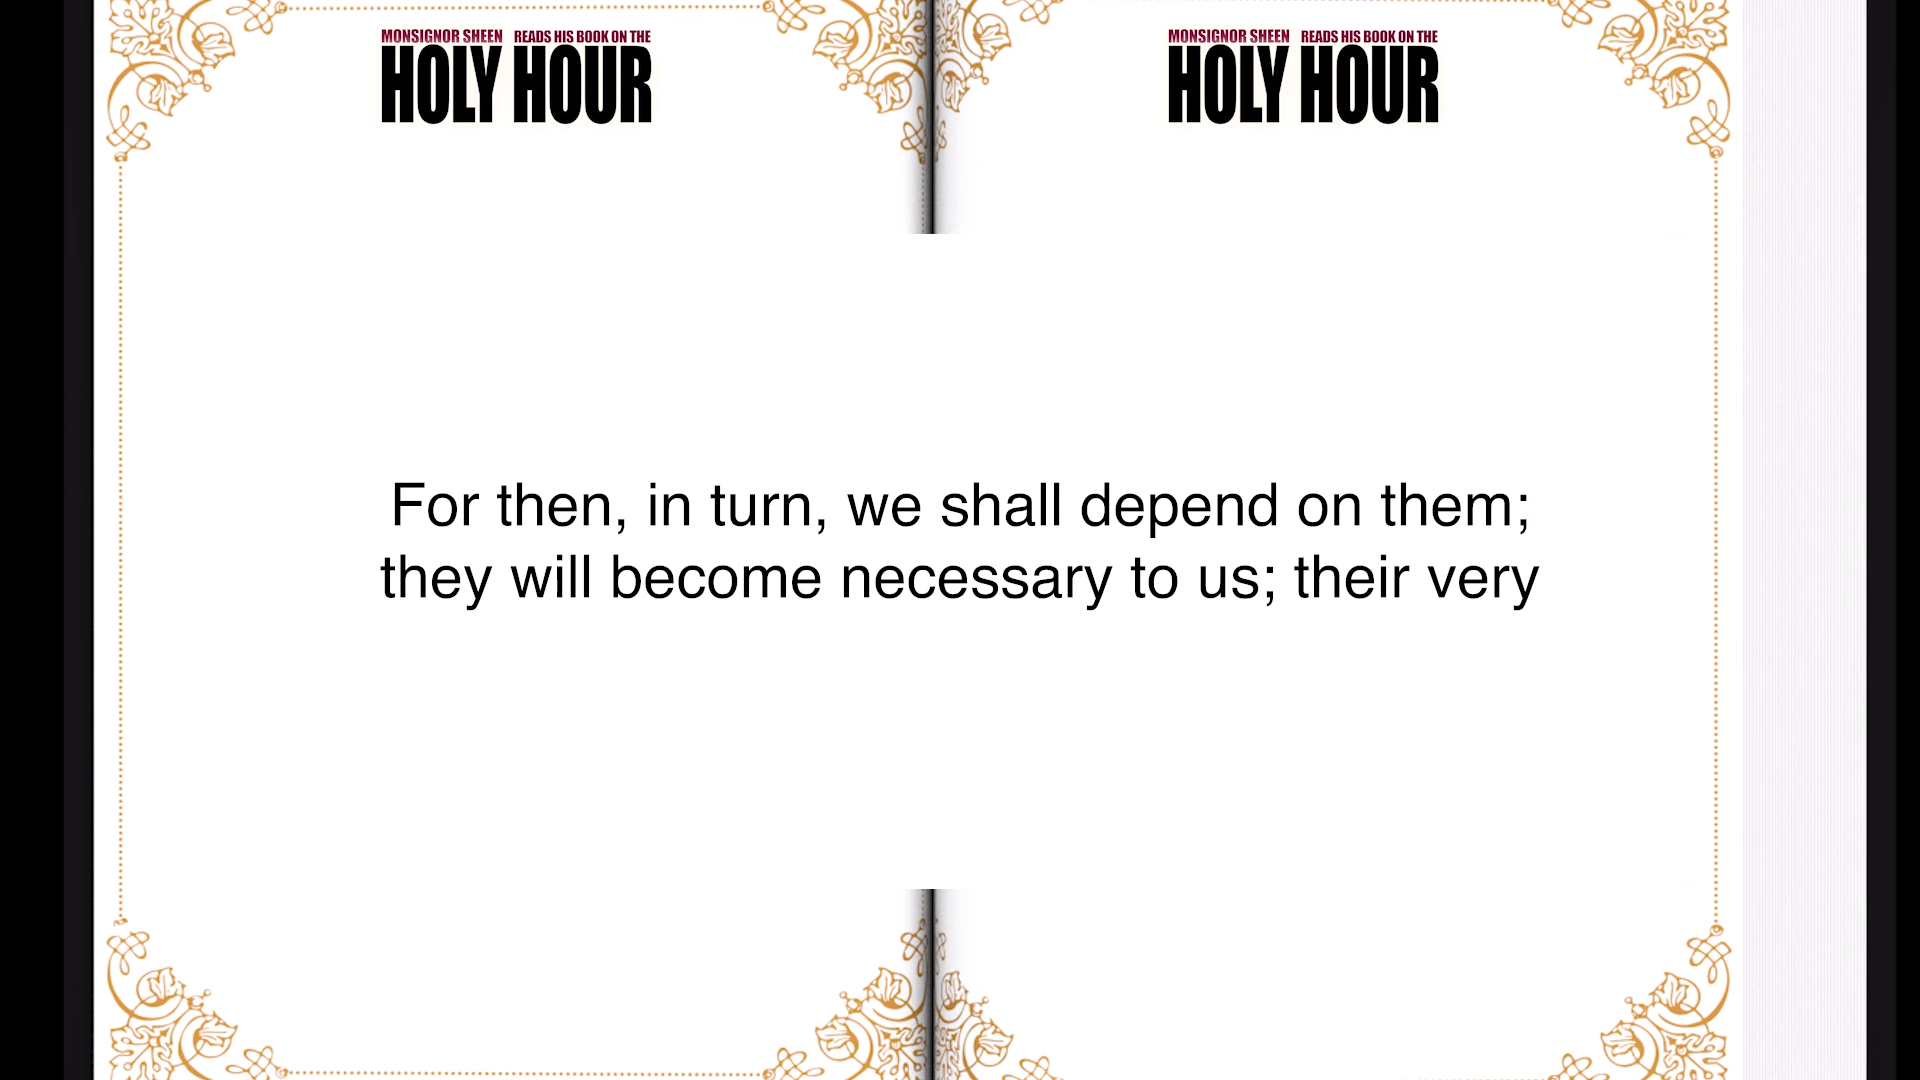 MONSIGNOR SHEEN READS HIS BOOK ON THE
HOLY HOUR
MONSIGNOR SHEEN READS HIS BOOK ON THE
HOLY HOUR
For then, in turn, we shall depend on them;
they will become necessary to us; their very